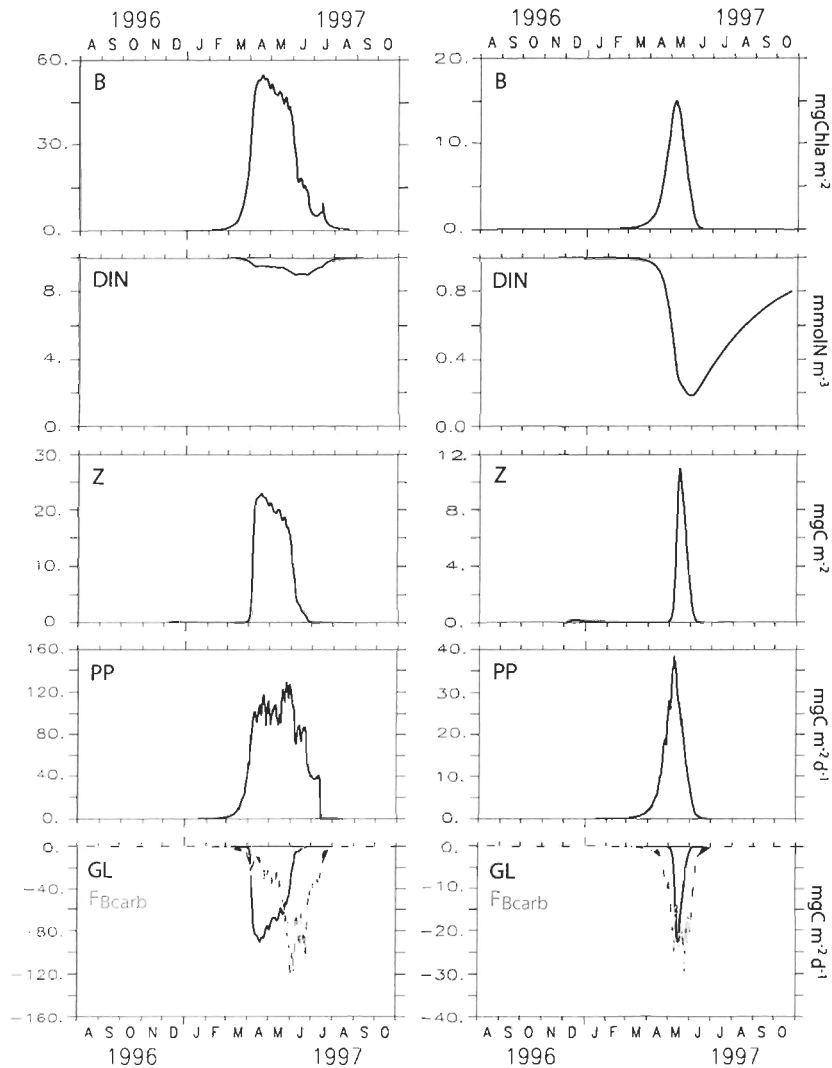 1996 1997 1996 1997
A S O N D J F M A M J J A S O A S O N D J F M A M J J A S O
60. 20.
B B
30. 10.
0. 0.
mgChla m-2
DIN DIN
8. 0.8
4. 0.4
0. 0.0
mmolN m-3
30. 12.
Z Z
20. 8.
10. 4.
0 0.
mgC m-2
160. 40.
PP PP
120. 30.
80. 20.
40. 10.
0. 0.
mgC m-2d-1
0. 0.
GL GL
FBcarb FBcarb
-40. -10.
-80. -20.
-120. -30.
-160. -40.
mgC m-2d-1
A S O N D J F M A M J J A S O A S O N D J F M A M J J A S O
1996 1997 1996 1997